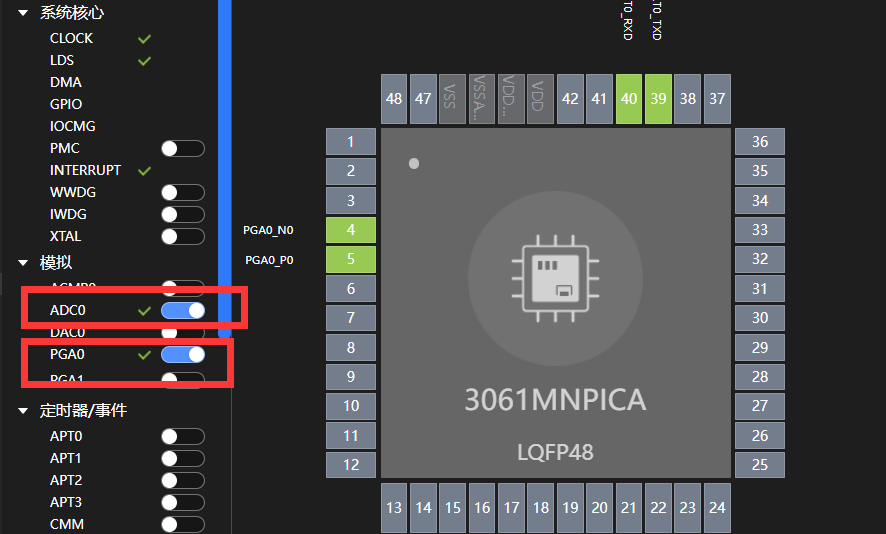 系统核心
CLOCK
LDS
DMA
GPIO
IOCMG
PMC
INTERRUPT
WWDG
IWDG
XTAL
模拟
ADC0
DAC0
PGA0
PGA1
定时器/事件
APT0
APT1
APT2
APT3
CMM
T0_RXD
T0_TXD
48 47 VSS VSSA... VDD... VDD 42 41 40 39 38 37
1
2
3
PGA0_N0 4
PGA0_P0 5
6
7
8
9
10
11
12
36
35
34
33
32
31
30
29
28
27
26
25
3061MNPICA
LQFP48
13 14 15 16 17 18 19 20 21 22 23 24